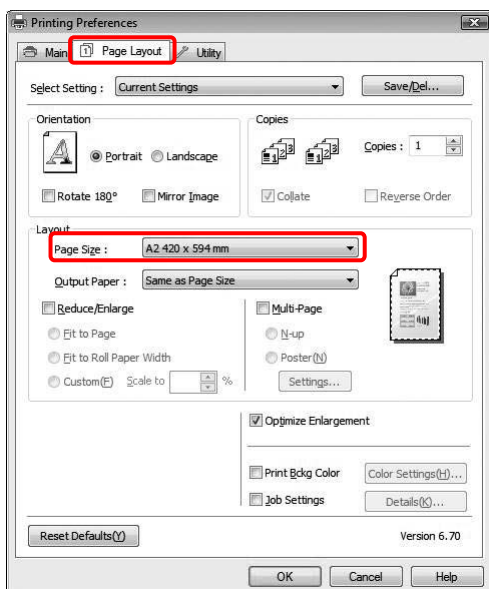 Printing Preferences
Main Page Layout Utility
Select Setting : Current Settings Save/Del...
Orientation
A
Portrait Landscape
Rotate 180° Mirror Image
Copies
Copies : 1
Collate Reverse Order
Layout
Page Size : A2 420 x 594 mm
Output Paper : Same as Page Size
Reduce/Enlarge
Fit to Page
Fit to Roll Paper Width
Custom(F) Scale to %
Multi-Page
N-up
Poster(N)
Settings...
Optimize Enlargement
Print Bckg Color Color Settings(H)...
Job Settings Details(K)...
Reset Defaults(Y) Version 6.70
OK Cancel Help